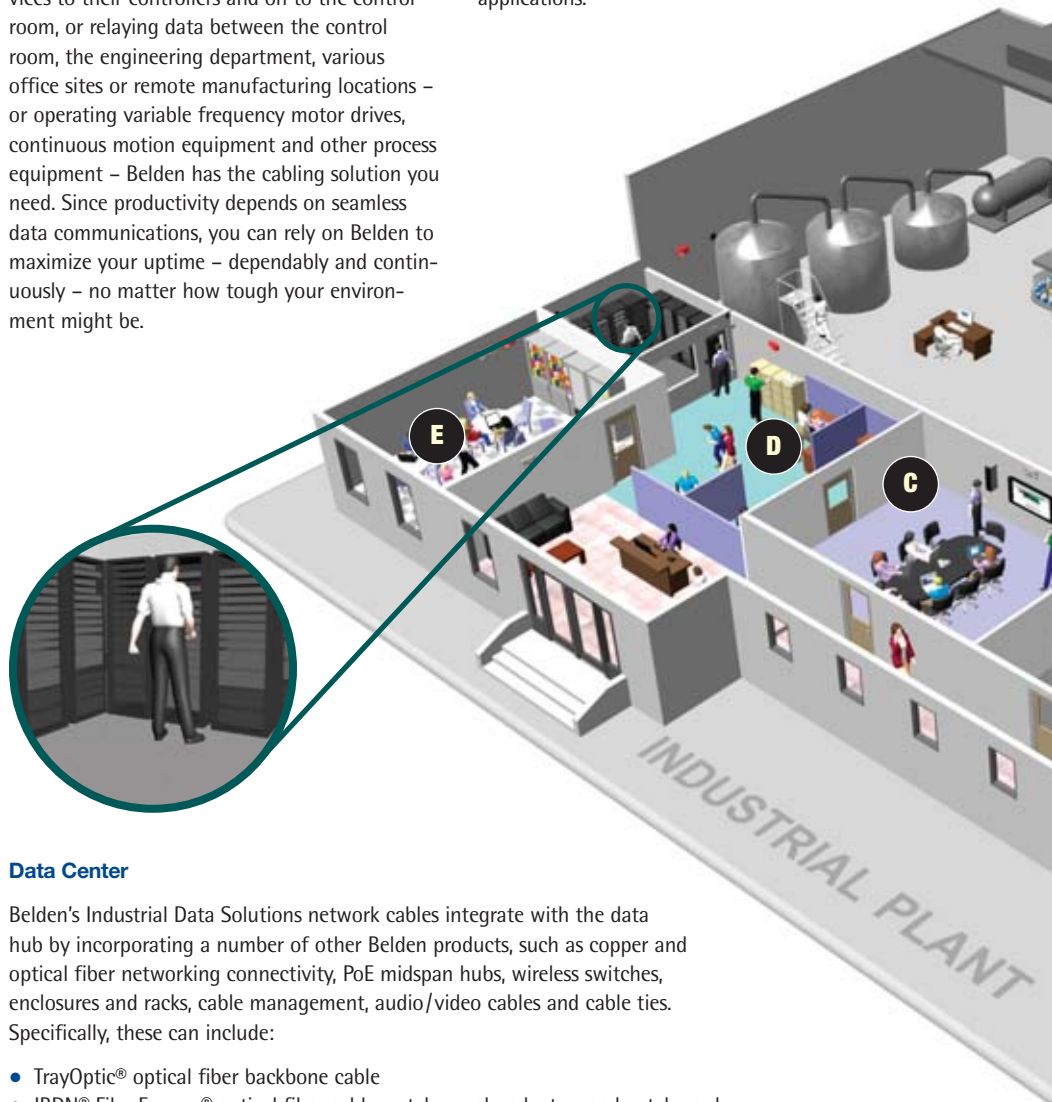 vices to their controllers and on to the control
room, or relaying data between the control
room, the engineering department, various
office sites or remote manufacturing locations –
or operating variable frequency motor drives,
continuous motion equipment and other process
equipment – Belden has the cabling solution you
need. Since productivity depends on seamless
data communications, you can rely on Belden to
maximize your uptime – dependably and contin-
uously – no matter how tough your environ-
ment might be.
applications.
E
D
C
INDUSTRIAL PLANT
Data Center
Belden's Industrial Data Solutions network cables integrate with the data
hub by incorporating a number of other Belden products, such as copper and
optical fiber networking connectivity, PoE midspan hubs, wireless switches,
enclosures and racks, cable management, audio/video cables and cable ties.
Specifically, these can include:
• TrayOptic® optical fiber backbone cable